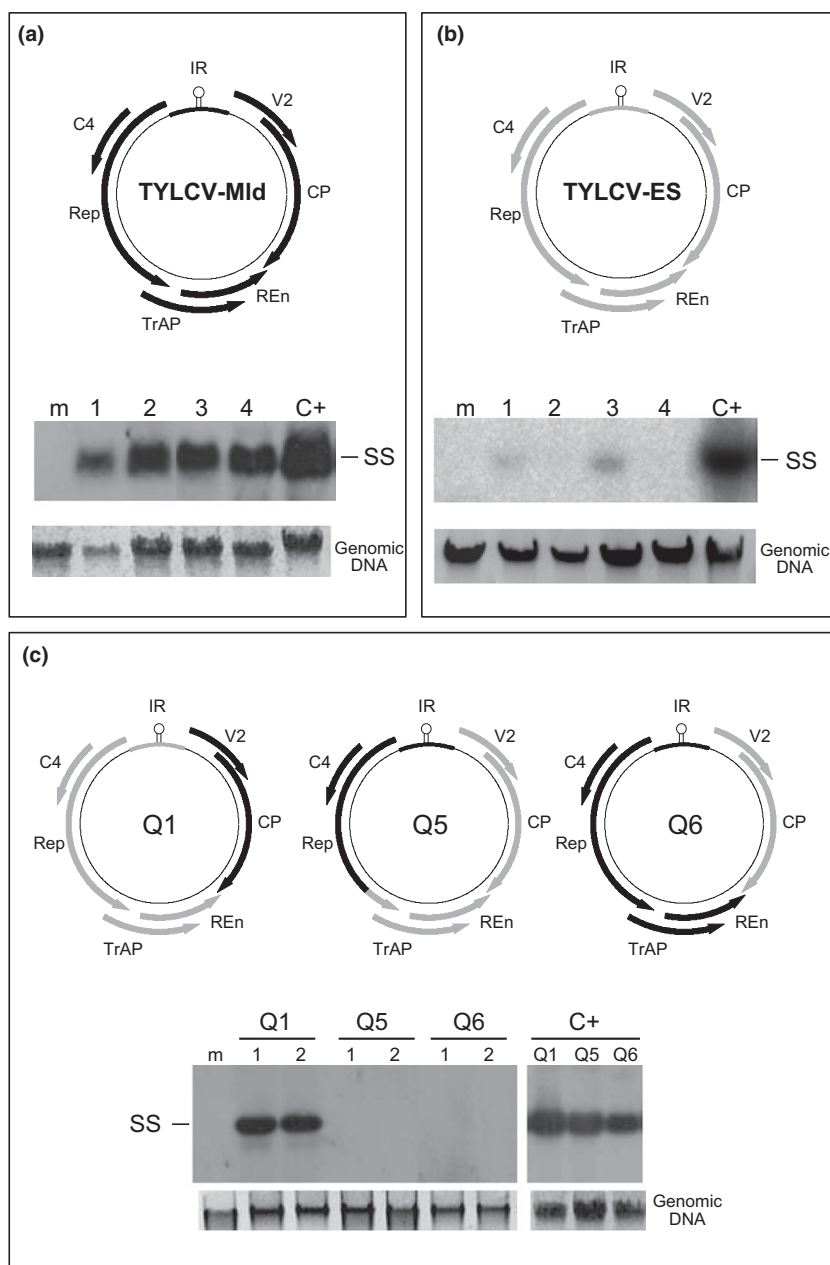 (a)
IR
V2
C4
TYLCV-Mld
CP
Rep
REn
TrAP
m 1 2 3 4 C+
SS
Genomic
DNA
(b)
IR
V2
C4
TYLCV-ES
CP
Rep
REn
TrAP
m 1 2 3 4 C+
SS
Genomic
DNA
(c)
IR
V2
C4
Q1
CP
Rep
REn
TrAP
IR
V2
C4
Q5
CP
Rep
REn
TrAP
IR
V2
C4
Q6
CP
Rep
REn
TrAP
Q1 Q5 Q6 C+
m 1 2 1 2 1 2 Q1 Q5 Q6
SS
Genomic
DNA